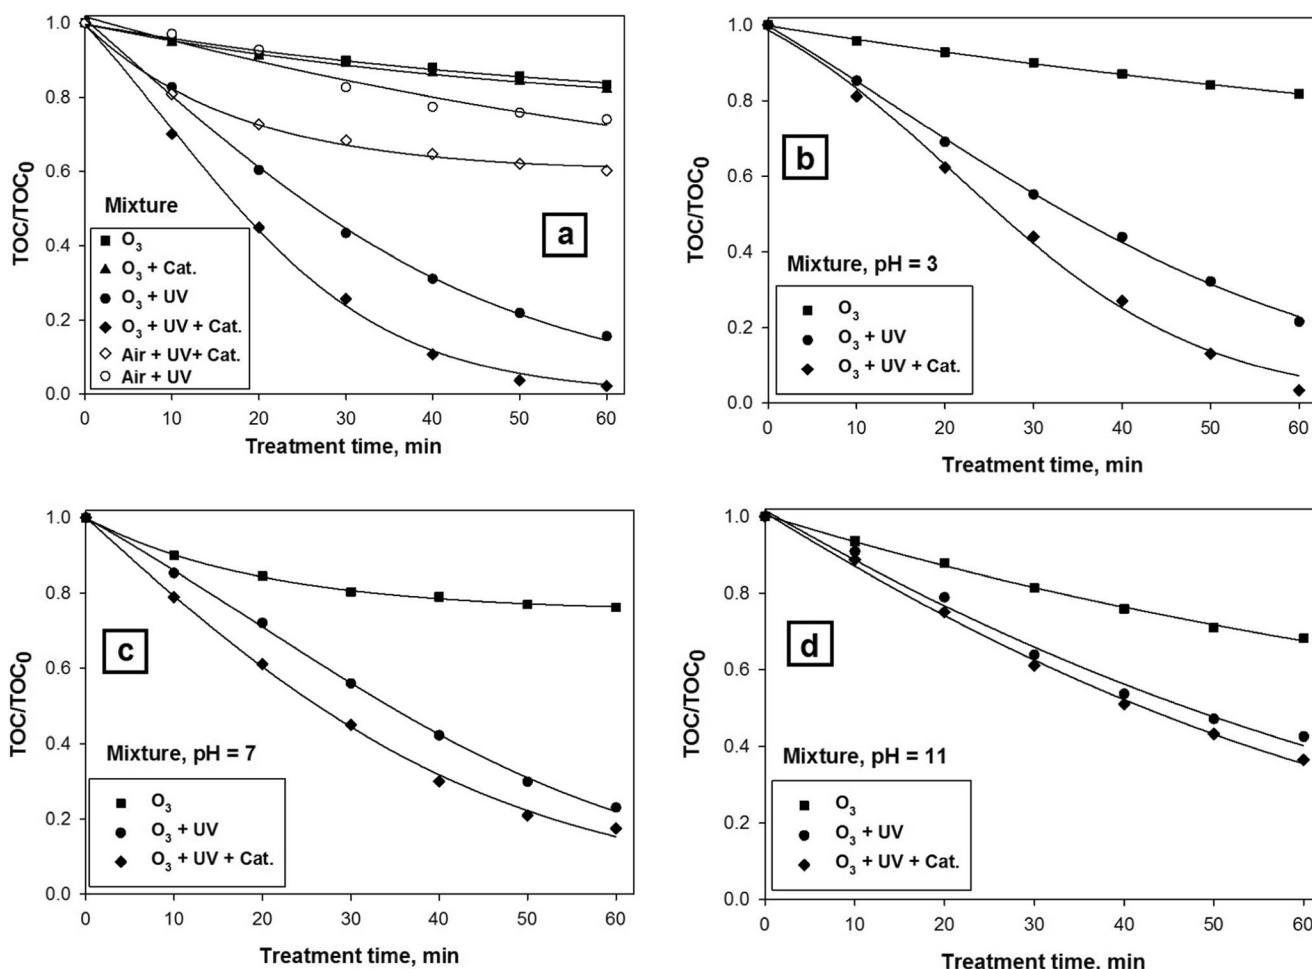 1.0
0.8
0.6
0.4
0.2
0.0
TOC/TOC0
a
Mixture
O3
O3 + Cat.
O3 + UV
O3 + UV + Cat.
Air + UV+ Cat.
Air + UV
0 10 20 30 40 50 60
Treatment time, min
1.0
0.8
0.6
0.4
0.2
0.0
TOC/TOC0
b
Mixture, pH = 3
O3
O3 + UV
O3 + UV + Cat.
0 10 20 30 40 50 60
Treatment time, min
1.0
0.8
0.6
0.4
0.2
0.0
TOC/TOC0
c
Mixture, pH = 7
O3
O3 + UV
O3 + UV + Cat.
0 10 20 30 40 50 60
Treatment time, min
1.0
0.8
0.6
0.4
0.2
0.0
TOC/TOC0
d
Mixture, pH = 11
O3
O3 + UV
O3 + UV + Cat.
0 10 20 30 40 50 60
Treatment time, min